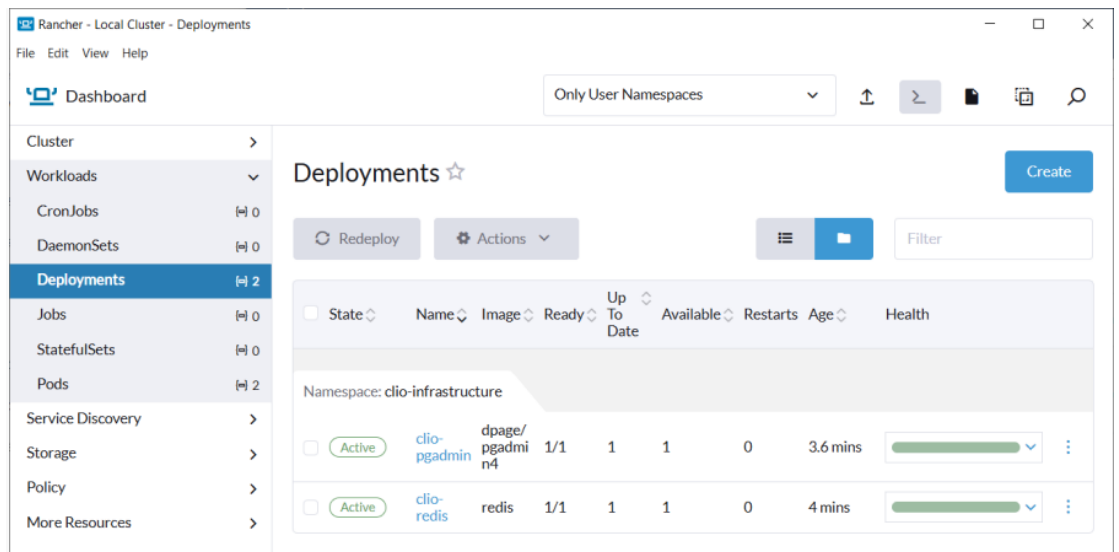 Rancher - Local Cluster - Deployments
File Edit View Help
Dashboard
Only User Namespaces
Cluster
Workloads
CronJobs 0
DaemonSets 0
Deployments 2
Jobs 0
StatefulSets 0
Pods 2
Service Discovery
Storage
Policy
More Resources
Deployments
Create
Redeploy
Actions
Filter
State Name Image Ready Up To Date Available Restarts Age Health
Namespace: clio-infrastructure
Active clio-pgadmin dpage/pgadmin4 1/1 1 1 0 3.6 mins
Active clio-redis redis 1/1 1 1 0 4 mins